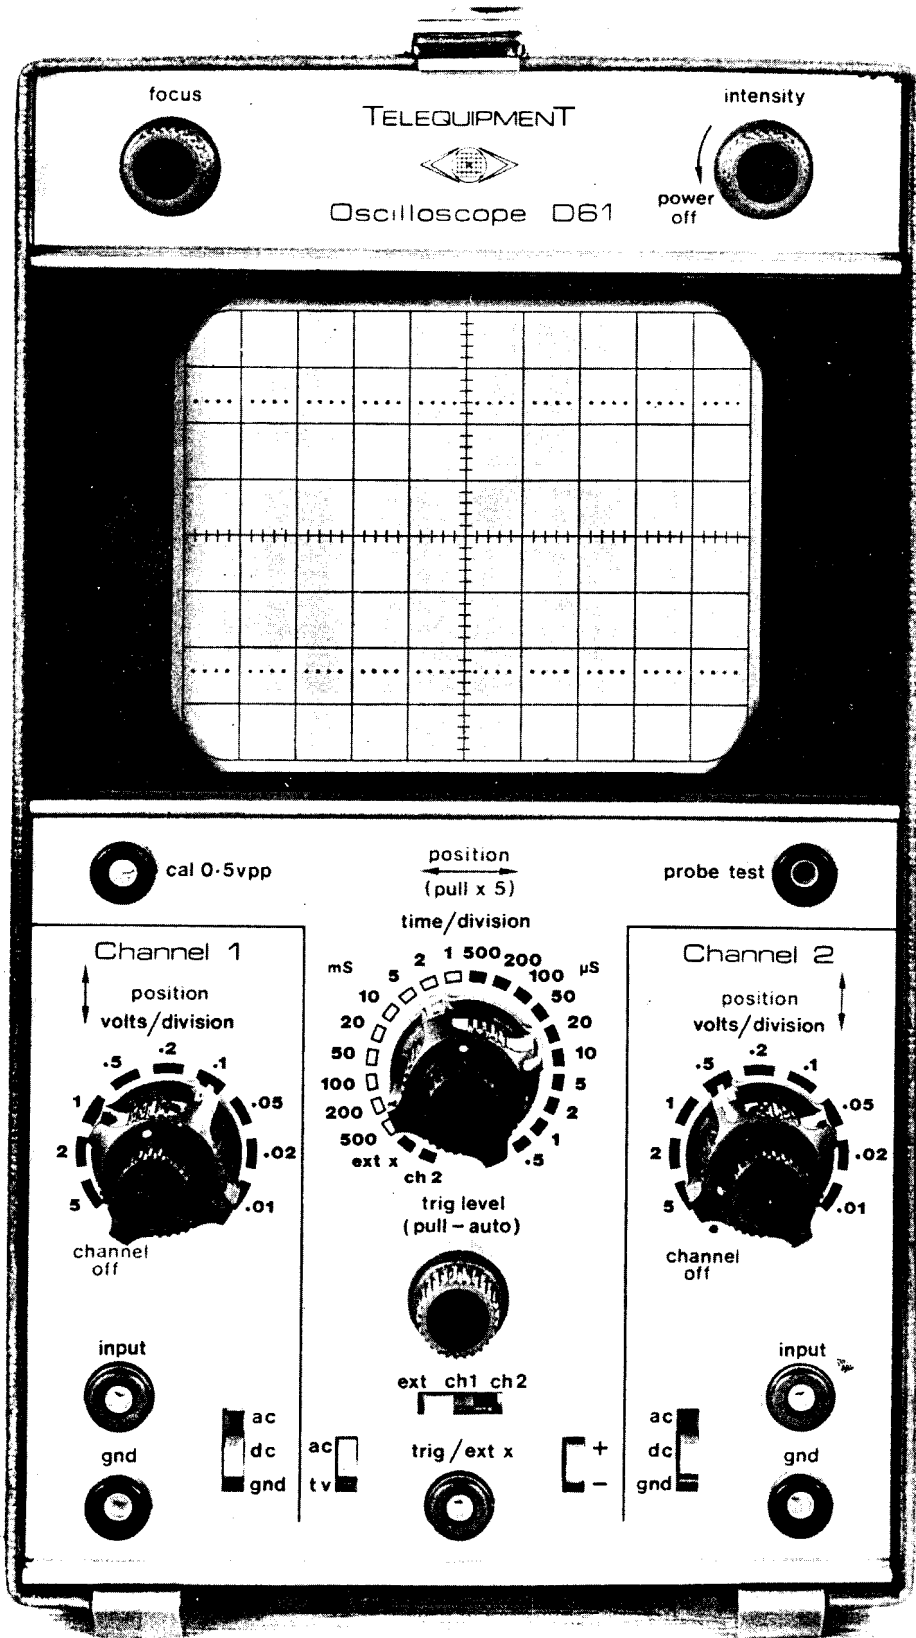 focus
TELEQUIPMENT
intensity
Oscilloscope D61
power
off
cal 0·5vpp
position
(pull x 5)
probe test
time/division
Channel 1
position
volts/division
.2
.5
.1
1
.05
2
.02
5
.01
channel
off
mS
µS
1
500
2
200
5
100
10
50
20
20
50
10
100
5
200
2
500
1
ext x
.5
ch 2
trig level
(pull – auto)
Channel 2
position
volts/division
.2
.5
.1
1
.05
2
.02
5
.01
channel
off
input
ac
dc
gnd
gnd
ext ch1 ch2
ac
tv
trig/ext x
+
–
input
ac
dc
gnd
gnd